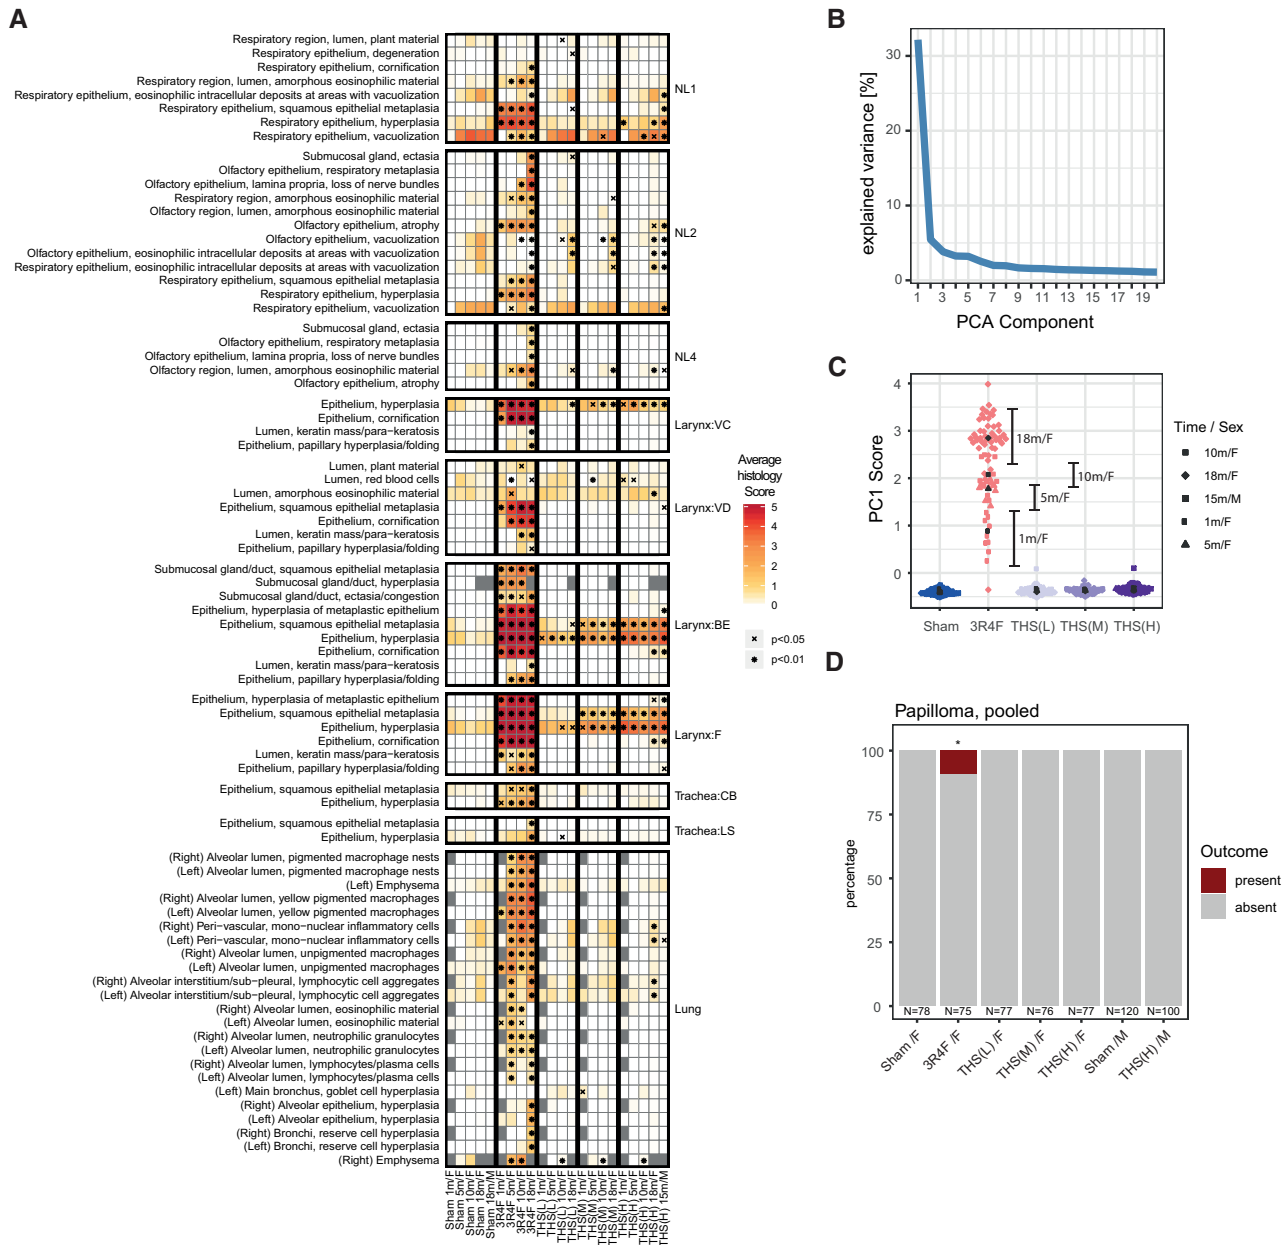 A
Respiratory region, lumen, plant material
Respiratory epithelium, degeneration
Respiratory epithelium, cornification
Respiratory region, lumen, amorphous eosinophilic material
Respiratory epithelium, eosinophilic intracellular deposits at areas with vacuolization
Respiratory epithelium, squamous epithelial metaplasia
Respiratory epithelium, hyperplasia
Respiratory epithelium, vacuolization
NL1
Submucosal gland, ectasia
Olfactory epithelium, respiratory metaplasia
Olfactory epithelium, lamina propria, loss of nerve bundles
Respiratory region, amorphous eosinophilic material
Olfactory region, lumen, amorphous eosinophilic material
Olfactory epithelium, atrophy
Olfactory epithelium, vacuolization
Olfactory epithelium, eosinophilic intracellular deposits at areas with vacuolization
Respiratory epithelium, eosinophilic intracellular deposits at areas with vacuolization
Respiratory epithelium, squamous epithelial metaplasia
Respiratory epithelium, hyperplasia
Respiratory epithelium, vacuolization
NL2
Submucosal gland, ectasia
Olfactory epithelium, respiratory metaplasia
Olfactory epithelium, lamina propria, loss of nerve bundles
Olfactory region, lumen, amorphous eosinophilic material
Olfactory epithelium, atrophy
NL4
Epithelium, hyperplasia
Epithelium, cornification
Lumen, keratin mass/para-keratosis
Epithelium, papillary hyperplasia/folding
Larynx:VC
Lumen, plant material
Lumen, red blood cells
Lumen, amorphous eosinophilic material
Epithelium, squamous epithelial metaplasia
Epithelium, cornification
Lumen, keratin mass/para-keratosis
Epithelium, papillary hyperplasia/folding
Larynx:VD
Submucosal gland/duct, squamous epithelial metaplasia
Submucosal gland/duct, hyperplasia
Submucosal gland/duct, ectasia/congestion
Epithelium, hyperplasia of metaplastic epithelium
Epithelium, squamous epithelial metaplasia
Epithelium, hyperplasia
Epithelium, cornification
Lumen, keratin mass/para-keratosis
Epithelium, papillary hyperplasia/folding
Larynx:BE
Epithelium, hyperplasia of metaplastic epithelium
Epithelium, squamous epithelial metaplasia
Epithelium, hyperplasia
Epithelium, cornification
Lumen, keratin mass/para-keratosis
Epithelium, papillary hyperplasia/folding
Larynx:F
Epithelium, squamous epithelial metaplasia
Epithelium, hyperplasia
Trachea:CB
Epithelium, squamous epithelial metaplasia
Epithelium, hyperplasia
Trachea:LS
(Right) Alveolar lumen, pigmented macrophage nests
(Left) Alveolar lumen, pigmented macrophage nests
(Left) Emphysema
(Right) Alveolar lumen, yellow pigmented macrophages
(Left) Alveolar lumen, yellow pigmented macrophages
(Right) Peri-vascular, mono-nuclear inflammatory cells
(Left) Peri-vascular, mono-nuclear inflammatory cells
(Right) Alveolar lumen, unpigmented macrophages
(Left) Alveolar lumen, unpigmented macrophages
(Right) Alveolar interstitium/sub-pleural, lymphocytic cell aggregates
(Left) Alveolar interstitium/sub-pleural, lymphocytic cell aggregates
(Right) Alveolar lumen, eosinophilic material
(Left) Alveolar lumen, eosinophilic material
(Right) Alveolar lumen, neutrophilic granulocytes
(Left) Alveolar lumen, neutrophilic granulocytes
(Right) Alveolar lumen, lymphocytes/plasma cells
(Left) Alveolar lumen, lymphocytes/plasma cells
(Left) Main bronchus, goblet cell hyperplasia
(Right) Alveolar epithelium, hyperplasia
(Left) Alveolar epithelium, hyperplasia
(Right) Bronchi, reserve cell hyperplasia
(Left) Bronchi, reserve cell hyperplasia
(Right) Emphysema
Lung
Sham 1m/F
Sham 5m/F
Sham 10m/F
Sham 18m/F
Sham 18m/M
3R4F 1m/F
3R4F 5m/F
3R4F 10m/F
3R4F 18m/F
THS(L) 1m/F
THS(L) 5m/F
THS(L) 10m/F
THS(L) 18m/F
THS(M) 1m/F
THS(M) 5m/F
THS(M) 10m/F
THS(M) 18m/F
THS(H) 1m/F
THS(H) 5m/F
THS(H) 10m/F
THS(H) 18m/F
THS(H) 15m/M
Average
histology
Score
5
4
3
2
1
0
p<0.05
p<0.01
B
explained variance [%]
30
20
10
0
1 3 5 7 9 11 13 15 17 19
PCA Component
C
PC1 Score
4
3
2
1
0
18m/F
10m/F
5m/F
1m/F
Sham 3R4F THS(L) THS(M) THS(H)
Time / Sex
10m/F
18m/F
15m/M
1m/F
5m/F
D
Papilloma, pooled
percentage
100
75
50
25
0
*
N=78 N=75 N=77 N=76 N=77 N=120 N=100
Sham /F
3R4F /F
THS(L) /F
THS(M) /F
THS(H) /F
Sham /M
THS(H) /M
Outcome
present
absent